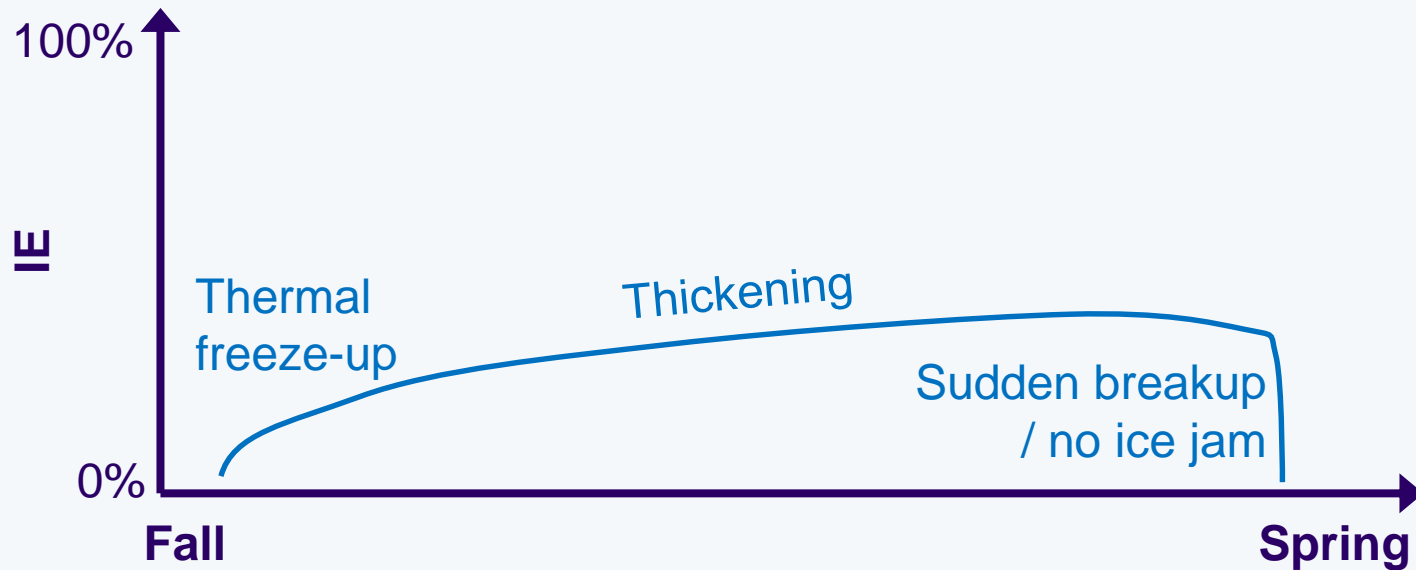 100%
IE
Thermal
freeze-up
Thickening
Sudden breakup
/ no ice jam
0%
Fall
Spring